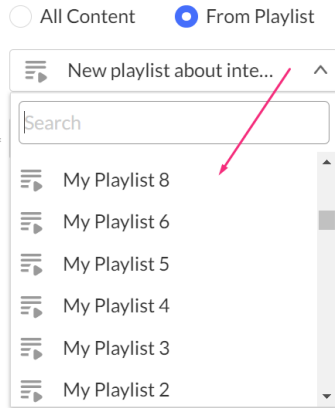 All Content From Playlist
New playlist about inte...
Search
My Playlist 8
My Playlist 6
My Playlist 5
My Playlist 4
My Playlist 3
My Playlist 2